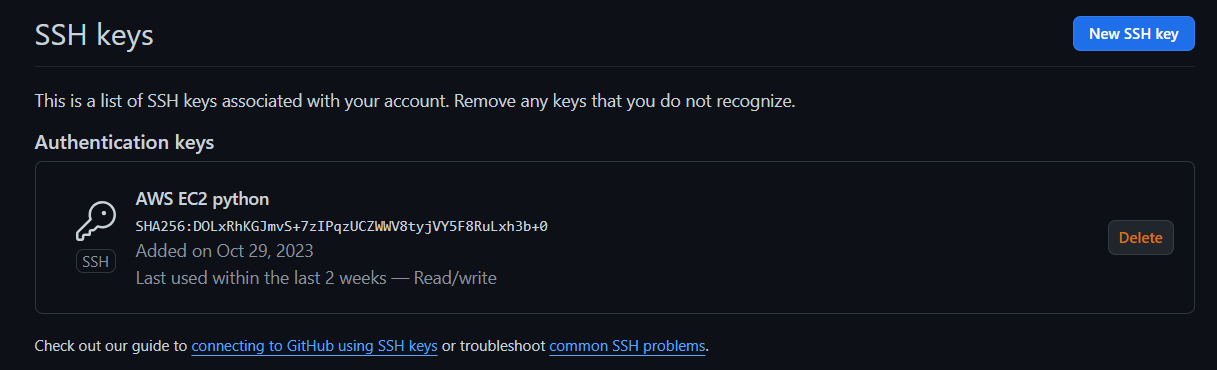 SSH keys
New SSH key
This is a list of SSH keys associated with your account. Remove any keys that you do not recognize.
Authentication keys
AWS EC2 python
SHA256:DOLxRhKGJmvS+7zIPqzUCZWWV8tyjVY5F8RuLxh3b+0
Added on Oct 29, 2023
Last used within the last 2 weeks — Read/write
SSH
Delete
Check out our guide to connecting to GitHub using SSH keys or troubleshoot common SSH problems.